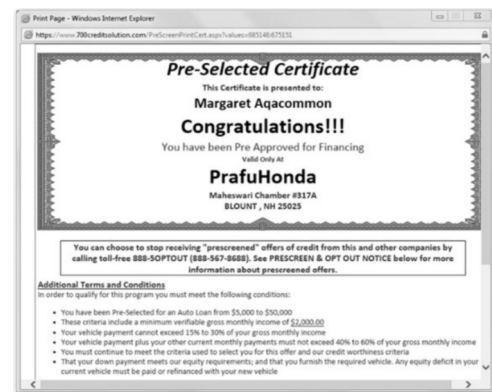 Print Page - Windows Internet Explorer
https://www.700creditsolution.com/PreScreenPrintCert.aspx?values=685148:675151
Pre-Selected Certificate
This Certificate is presented to:
Margaret Aqacommon
Congratulations!!!
You have been Pre Approved for Financing
Valid Only At
PrafuHonda
Maheswari Chamber #317A
BLOUNT , NH 25025
You can choose to stop receiving "prescreened" offers of credit from this and other companies by
calling toll-free 888-5OPTOUT (888-567-8688). See PRESCREEN & OPT OUT NOTICE below for more
information about prescreened offers.
Additional Terms and Conditions
In order to qualify for this program you must meet the following conditions:
• You have been Pre-Selected for an Auto Loan from $5,000 to $50,000
• These criteria include a minimum verifiable gross monthly income of $2,000.00
• Your vehicle payment cannot exceed 15% to 30% of your gross monthly income
• Your vehicle payment plus your other current monthly payments must not exceed 40% to 60% of your gross monthly income
• You must continue to meet the criteria used to select you for this offer and our credit worthiness criteria
• That your down payment meets our equity requirements; and that you furnish the required vehicle. Any equity deficit in your
current vehicle must be paid or refinanced with your new vehicle